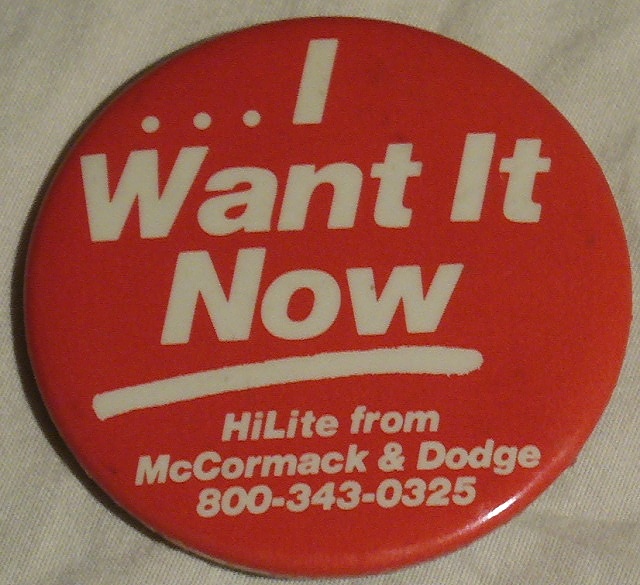 ...I
Want It
Now
HiLite from
McCormack & Dodge
800-343-0325